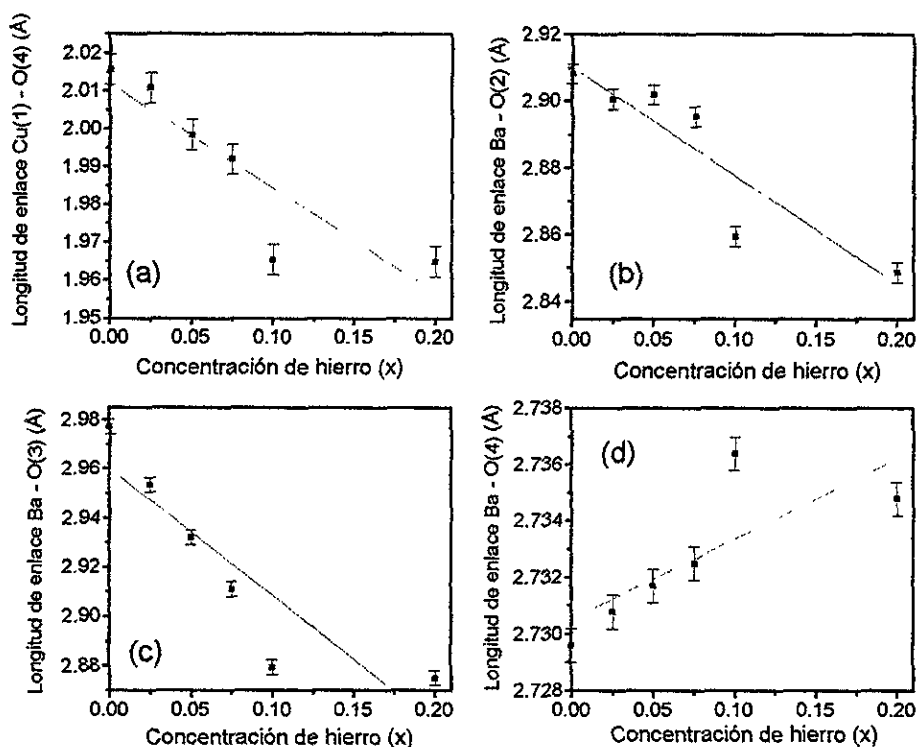 Longitud de enlace Cu(1) - O(4) (Å)
2.02
2.01
2.00
1.99
1.98
1.97
1.96
1.95
(a)
0.00 0.05 0.10 0.15 0.20
Concentración de hierro (x)
Longitud de enlace Ba - O(2) (Å)
2.92
2.90
2.88
2.86
2.84
(b)
0.00 0.05 0.10 0.15 0.20
Concentración de hierro (x)
Longitud de enlace Ba - O(3) (Å)
2.98
2.96
2.94
2.92
2.90
2.88
(c)
0.00 0.05 0.10 0.15 0.20
Concentración de hierro (x)
Longitud de enlace Ba - O(4) (Å)
2.738
2.736
2.734
2.732
2.730
2.728
(d)
0.00 0.05 0.10 0.15 0.20
Concentración de hierro (x)